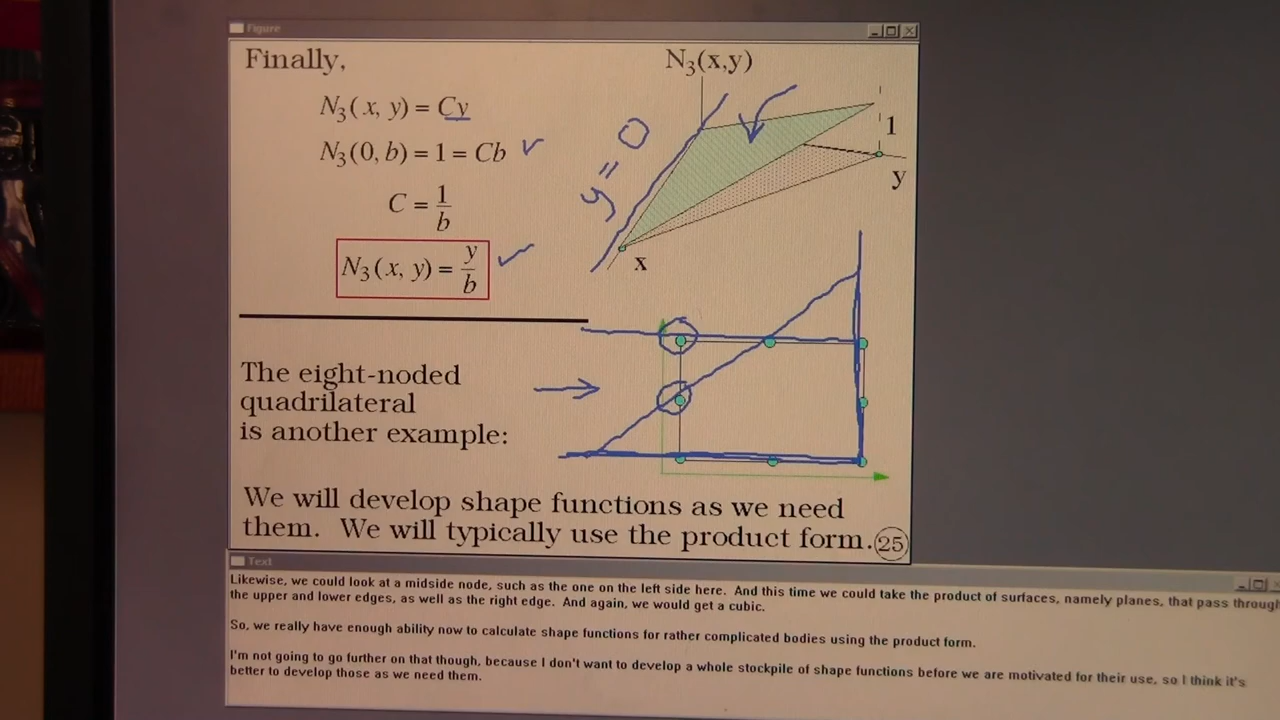 Figure
Finally,
N₃(x, y) = Cy
N₃(0, b) = 1 = Cb
C = 1/b
N₃(x, y) = y/b
N₃(x,y)
y = 0
1
y
x
The eight-noded
quadrilateral
is another example:
We will develop shape functions as we need
them. We will typically use the product form.
25
Text
Likewise, we could look at a midside node, such as the one on the left side here. And this time we could take the product of surfaces, namely planes, that pass through
the upper and lower edges, as well as the right edge. And again, we would get a cubic.
So, we really have enough ability now to calculate shape functions for rather complicated bodies using the product form.
I'm not going to go further on that though, because I don't want to develop a whole stockpile of shape functions before we are motivated for their use, so I think it's
better to develop those as we need them.